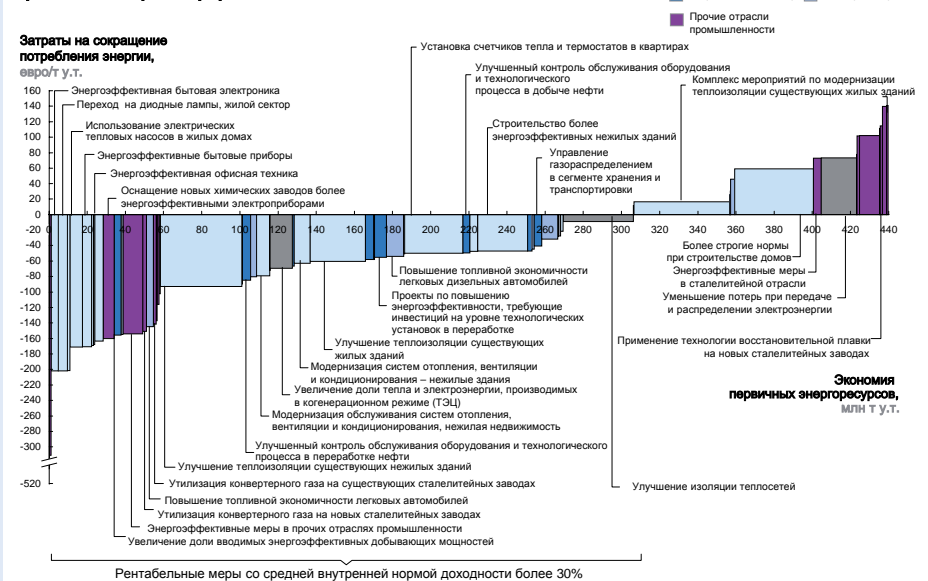 Прочие отрасли
промышленности
Затраты на сокращение
потребления энергии,
евро/т у.т.
Установка счетчиков тепла и термостатов в квартирах
Улучшенный контроль обслуживания оборудования
и технологического
процесса в добыче нефти
Комплекс мероприятий по модернизации
теплоизоляции существующих жилых зданий
Энергоэффективная бытовая электроника
Переход на диодные лампы, жилой сектор
Использование электрических
тепловых насосов в жилых домах
Энергоэффективные бытовые приборы
Энергоэффективная офисная техника
Оснащение новых химических заводов более
энергоэффективными электроприборами
Строительство более
энергоэффективных нежилых зданий
Управление
газораспределением
в сегменте хранения и
транспортировки
160
140
120
100
80
60
40
20
0
-20
-40
-60
-80
-100
-120
-140
-160
-180
-200
-220
-240
-260
-280
-300
-520
0 20 40 60 80 100 120 140 160 180 200 220 240 260 280 300 320 340 360 380 400 420 440
Более строгие нормы
при строительстве домов
Энергоэффективные меры
в сталелитейной отрасли
Уменьшение потерь при передаче
и распределении электроэнергии
Применение технологии восстановительной плавки
на новых сталелитейных заводах
Экономия
первичных энергоресурсов,
млн т у.т.
Повышение топливной экономичности
легковых дизельных автомобилей
Проекты по повышению
энергоэффективности, требующие
инвестиций на уровне технологических
установок в переработке
Улучшение теплоизоляции существующих
жилых зданий
Модернизация систем отопления, вентиляции
и кондиционирования – нежилые здания
Увеличение доли тепла и электроэнергии, производимых
в когенерационном режиме (ТЭЦ)
Модернизация обслуживания систем отопления,
вентиляции и кондиционирования, нежилая недвижимость
Улучшенный контроль обслуживания оборудования и технологического
процесса в переработке нефти
Улучшение теплоизоляции существующих нежилых зданий
Утилизация конвертерного газа на существующих сталелитейных заводах
Улучшение изоляции теплосетей
Повышение топливной экономичности легковых автомобилей
Утилизация конвертерного газа на новых сталелитейных заводах
Энергоэффективные меры в прочих отраслях промышленности
Увеличение доли вводимых энергоэффективных добывающих мощностей
Рентабельные меры со средней внутренней нормой доходности более 30%